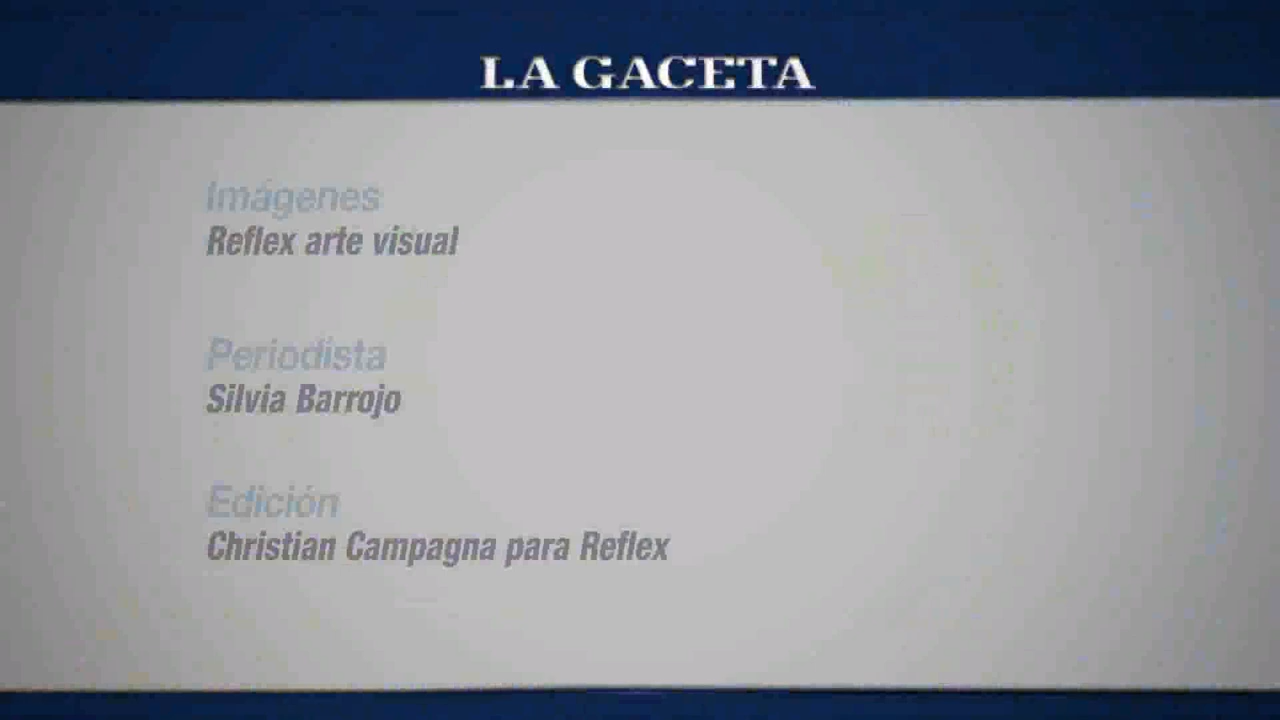 LA GACETA
Imágenes
Reflex arte visual
Periodista
Silvia Barrojo
Edición
Christian Campagna para Reflex